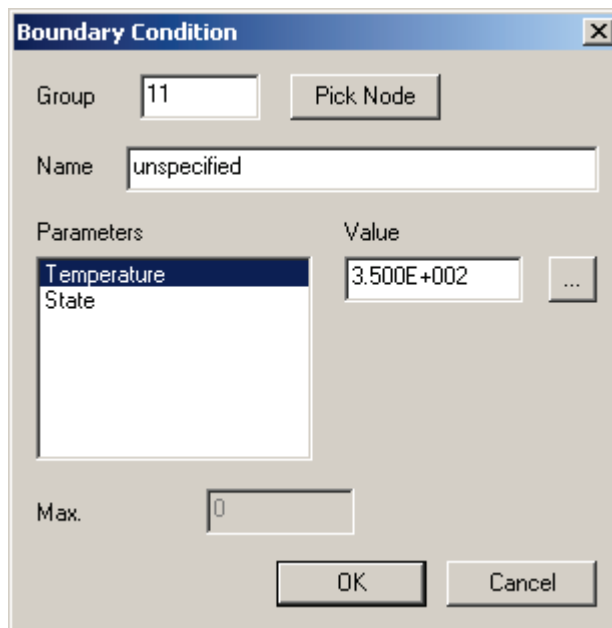 Boundary Condition
Group 11 Pick Node
Name unspecified
Parameters Value
Temperature 3.500E+002 ...
State
Max. 0
OK Cancel